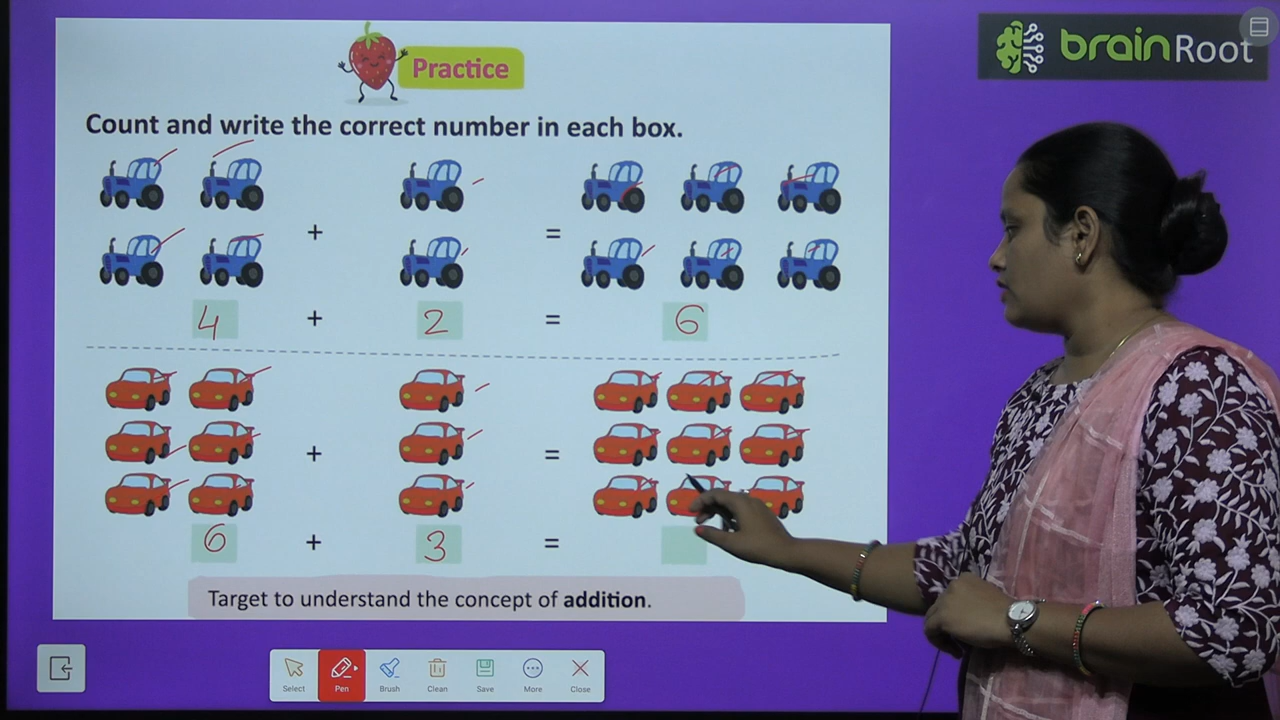 brainRoot
Practice
Count and write the correct number in each box.
+ =
4 + 2 = 6
+ =
6 + 3 =
Target to understand the concept of addition.
Select Pen Brush Clean Save More Close